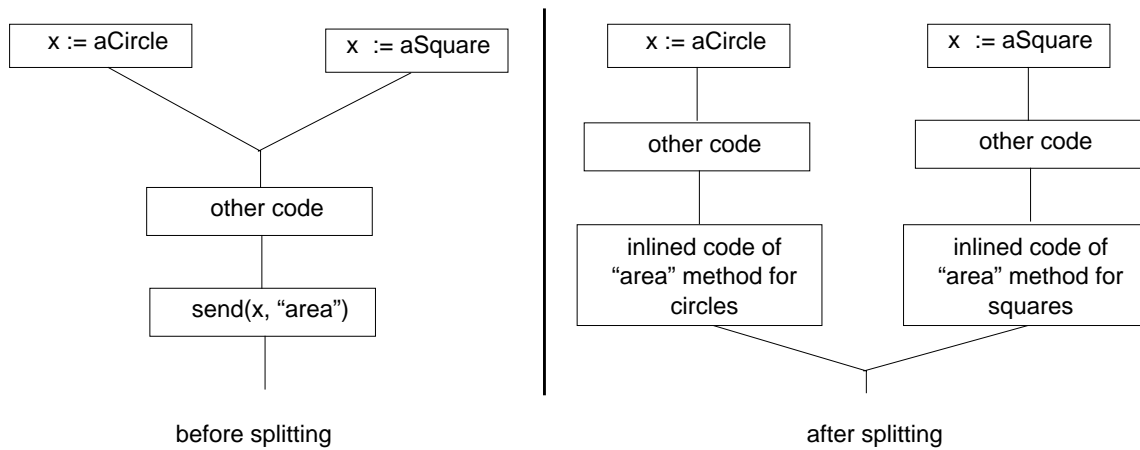 x := aCircle
x := aSquare
other code
send(x, “area”)
before splitting
x := aCircle
x := aSquare
other code
other code
inlined code of
“area” method for
circles
inlined code of
“area” method for
squares
after splitting